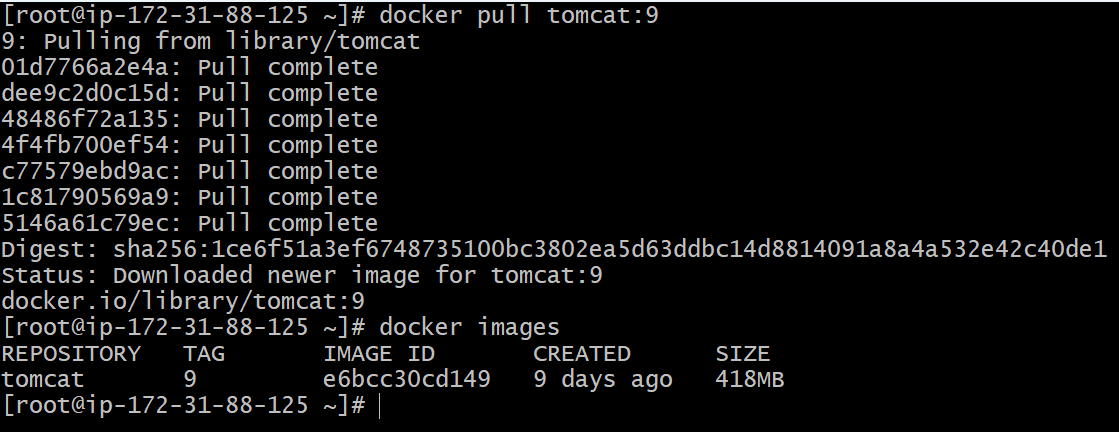 [root@ip-172-31-88-125 ~]# docker pull tomcat:9
9: Pulling from library/tomcat
01d7766a2e4a: Pull complete
dee9c2d0c15d: Pull complete
48486f72a135: Pull complete
4f4fb700ef54: Pull complete
c77579ebd9ac: Pull complete
1c81790569a9: Pull complete
5146a61c79ec: Pull complete
Digest: sha256:1ce6f51a3ef6748735100bc3802ea5d63ddbc14d8814091a8a4a532e42c40de1
Status: Downloaded newer image for tomcat:9
docker.io/library/tomcat:9
[root@ip-172-31-88-125 ~]# docker images
REPOSITORY   TAG       IMAGE ID       CREATED      SIZE
tomcat       9         e6bcc30cd149   9 days ago   418MB
[root@ip-172-31-88-125 ~]#